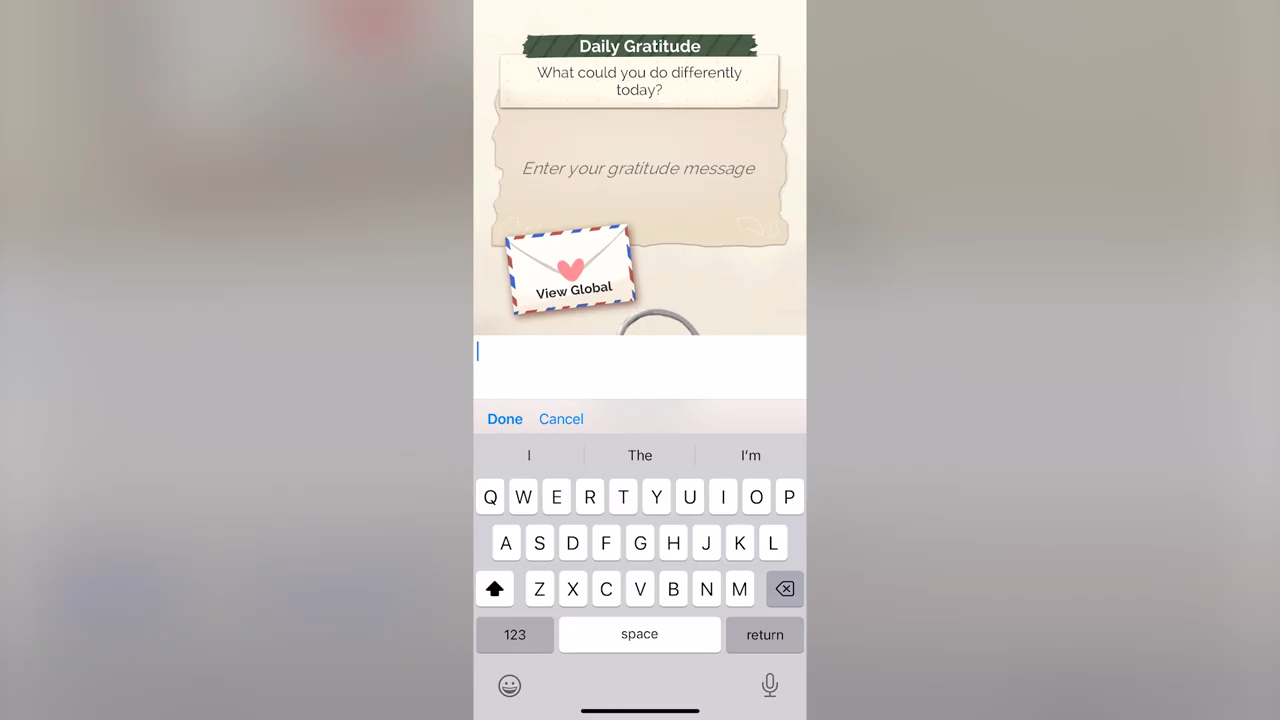 Daily Gratitude
What could you do differently
today?
Enter your gratitude message
View Global
Done Cancel
I The I'm
Q W E R T Y U I O P
A S D F G H J K L
Z X C V B N M
123 space return